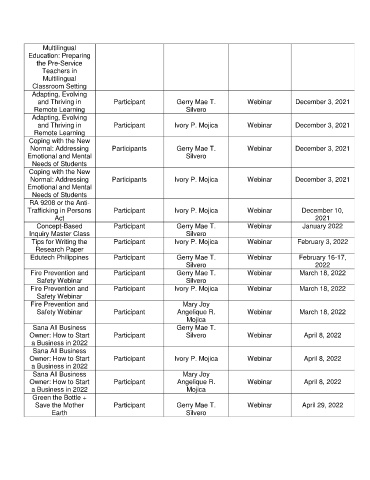 Multilingual
Education: Preparing
the Pre-Service
Teachers in
Multilingual
Classroom Setting
Adapting, Evolving
and Thriving in
Remote Learning
Participant
Gerry Mae T.
Silvero
Webinar
December 3, 2021
Adapting, Evolving
and Thriving in
Remote Learning
Participant
Ivory P. Mojica
Webinar
December 3, 2021
Coping with the New
Normal: Addressing
Emotional and Mental
Needs of Students
Participants
Gerry Mae T.
Silvero
Webinar
December 3, 2021
Coping with the New
Normal: Addressing
Emotional and Mental
Needs of Students
Participants
Ivory P. Mojica
Webinar
December 3, 2021
RA 9208 or the Anti-
Trafficking in Persons
Act
Participant
Ivory P. Mojica
Webinar
December 10,
2021
Concept-Based
Inquiry Master Class
Participant
Gerry Mae T.
Silvero
Webinar
January 2022
Tips for Writing the
Research Paper
Participant
Ivory P. Mojica
Webinar
February 3, 2022
Edutech Philippines
Participant
Gerry Mae T.
Silvero
Webinar
February 16-17,
2022
Fire Prevention and
Safety Webinar
Participant
Gerry Mae T.
Silvero
Webinar
March 18, 2022
Fire Prevention and
Safety Webinar
Participant
Ivory P. Mojica
Webinar
March 18, 2022
Fire Prevention and
Safety Webinar
Participant
Mary Joy
Angelique R.
Mojica
Webinar
March 18, 2022
Sana All Business
Owner: How to Start
a Business in 2022
Participant
Gerry Mae T.
Silvero
Webinar
April 8, 2022
Sana All Business
Owner: How to Start
a Business in 2022
Participant
Ivory P. Mojica
Webinar
April 8, 2022
Sana All Business
Owner: How to Start
a Business in 2022
Participant
Mary Joy
Angelique R.
Mojica
Webinar
April 8, 2022
Green the Bottle +
Save the Mother
Earth
Participant
Gerry Mae T.
Silvero
Webinar
April 29, 2022